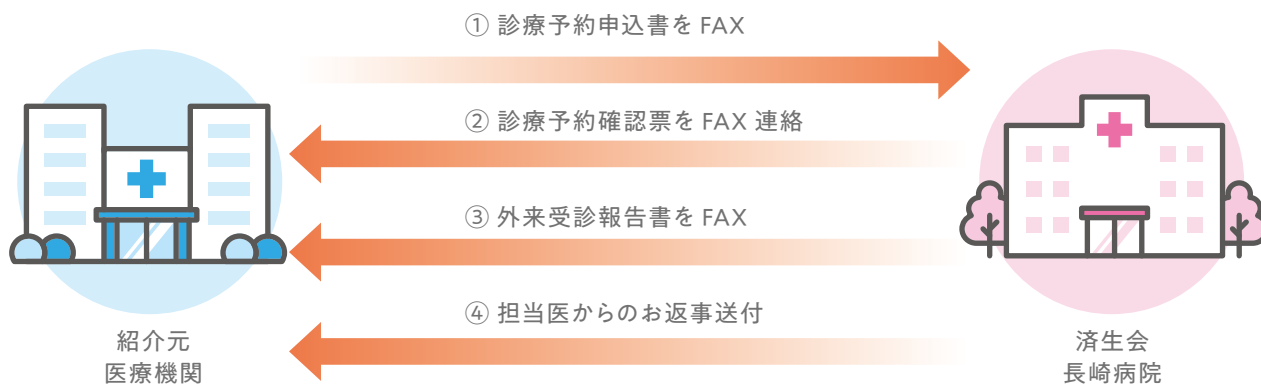 ① 診療予約申込書を FAX
② 診療予約確認票を FAX 連絡
③ 外来受診報告書を FAX
④ 担当医からのお返事送付
紹介元
医療機関
済生会
長崎病院